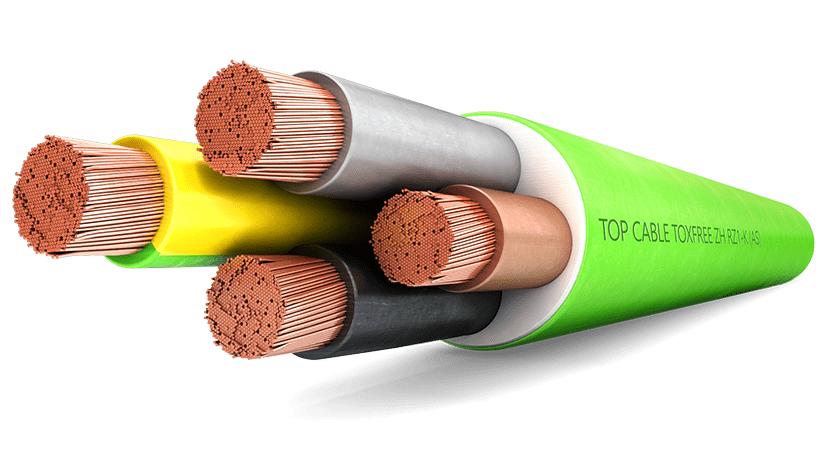 TOP CABLE TOXFREE ZH RZ1-K (AS)